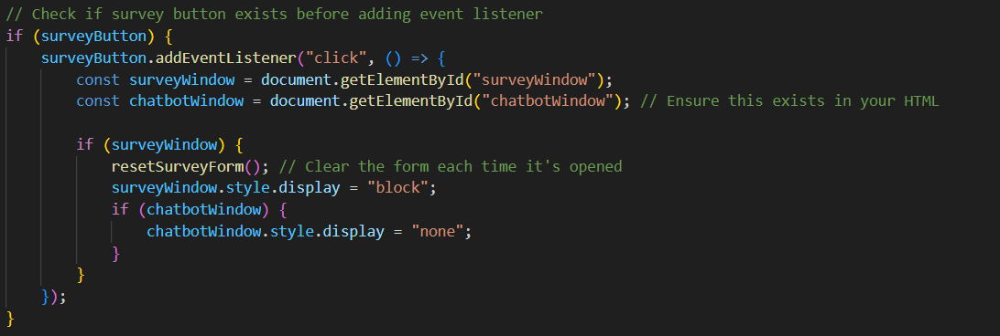 // Check if survey button exists before adding event listener
if (surveyButton) {
    surveyButton.addEventListener("click", () => {
        const surveyWindow = document.getElementById("surveyWindow");
        const chatbotWindow = document.getElementById("chatbotWindow"); // Ensure this exists in your HTML

        if (surveyWindow) {
            resetSurveyForm(); // Clear the form each time it's opened
            surveyWindow.style.display = "block";
            if (chatbotWindow) {
                chatbotWindow.style.display = "none";
            }
        }
    });
}